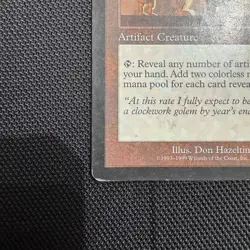 Artifact Creature
: Reveal any number of arti
your hand. Add two colorless m
mana pool for each card revea
"At this rate I fully expect to be
a clockwork golem by year's en
Illus. Don Hazeltin
©1993-1999 Wizards of the Coast, Inc.